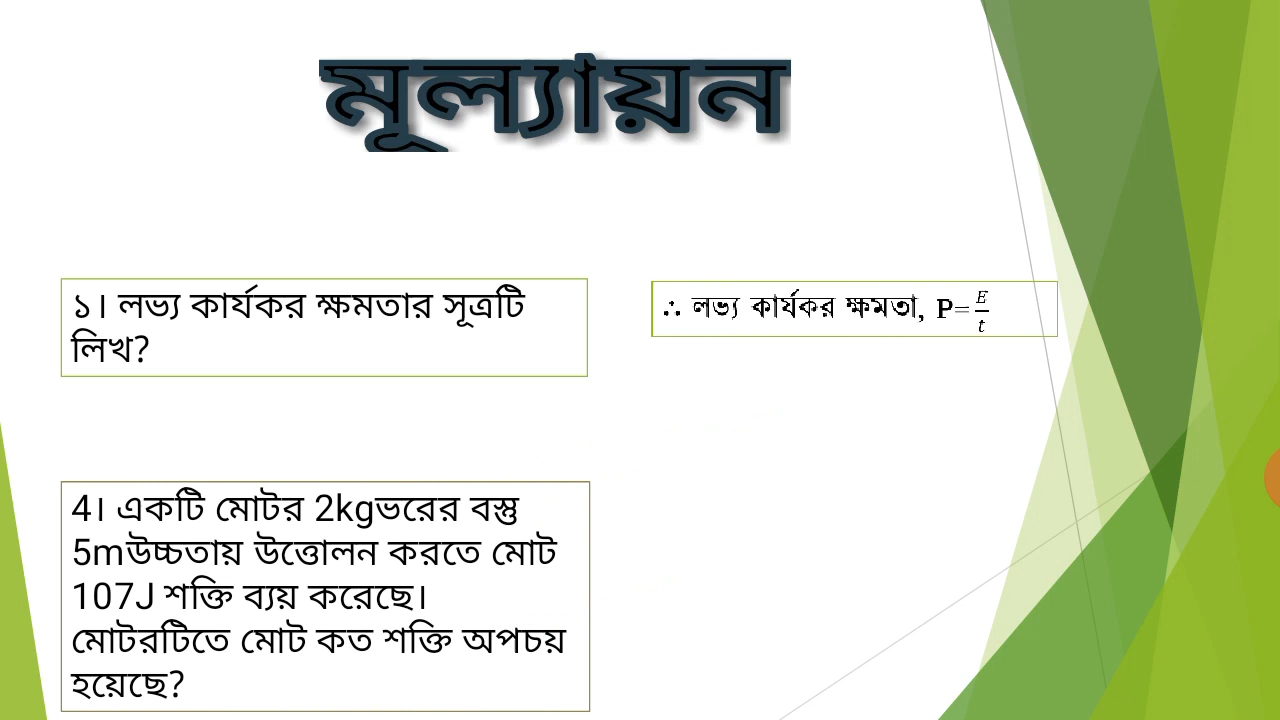 মূল্যায়ন
১। লভ্য কার্যকর ক্ষমতার সূত্রটি
লিখ?
∴ লভ্য কার্যকর ক্ষমতা, P=E/t
4। একটি মোটর 2kgভরের বস্তু
5mউচ্চতায় উত্তোলন করতে মোট
107J শক্তি ব্যয় করেছে।
মোটরটিতে মোট কত শক্তি অপচয়
হয়েছে?